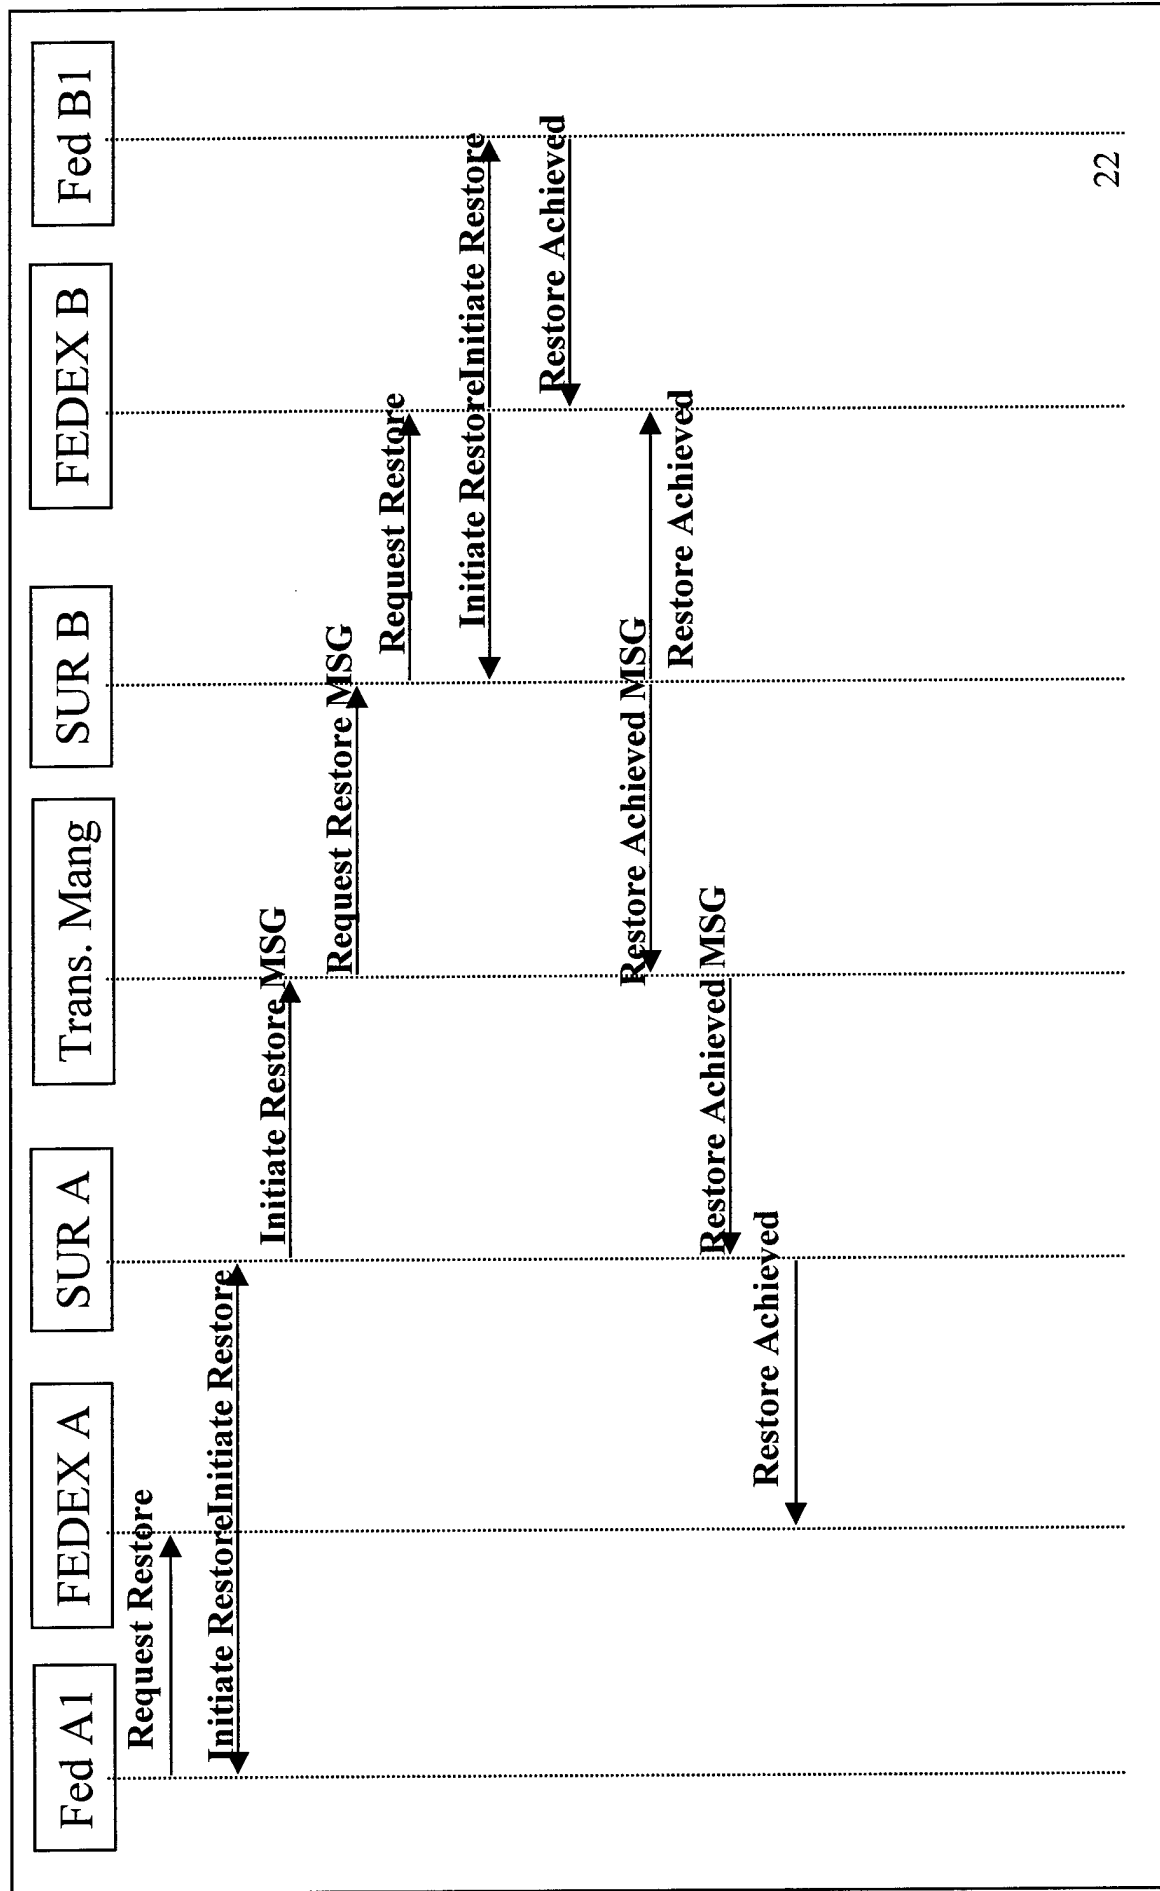 Fed A1
FEDEX A
SUR A
Trans. Mang
SUR B
FEDEX B
Fed B1
Request Restore
Initiate Restore
Initiate Restore
Initiate Restore MSG
Request Restore MSG
Request Restore
Initiate Restore
Initiate Restore
Restore Achieved
Restore Achieved MSG
Restore Achieved
Restore Achieved MSG
Restore Achieved
22